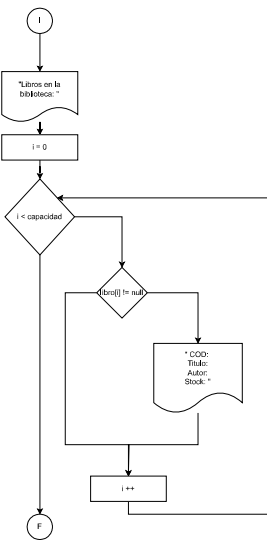 I
"Libros en la
biblioteca: "
i = 0
i < capacidad
libro[i] != null
" COD:
Titulo:
Autor:
Stock: "
i ++
F